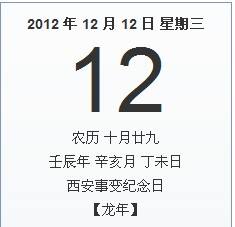 2012 年 12 月 12 日 星期三
12
农历 十月廿九
壬辰年 辛亥月 丁未日
西安事变纪念日
【龙年】